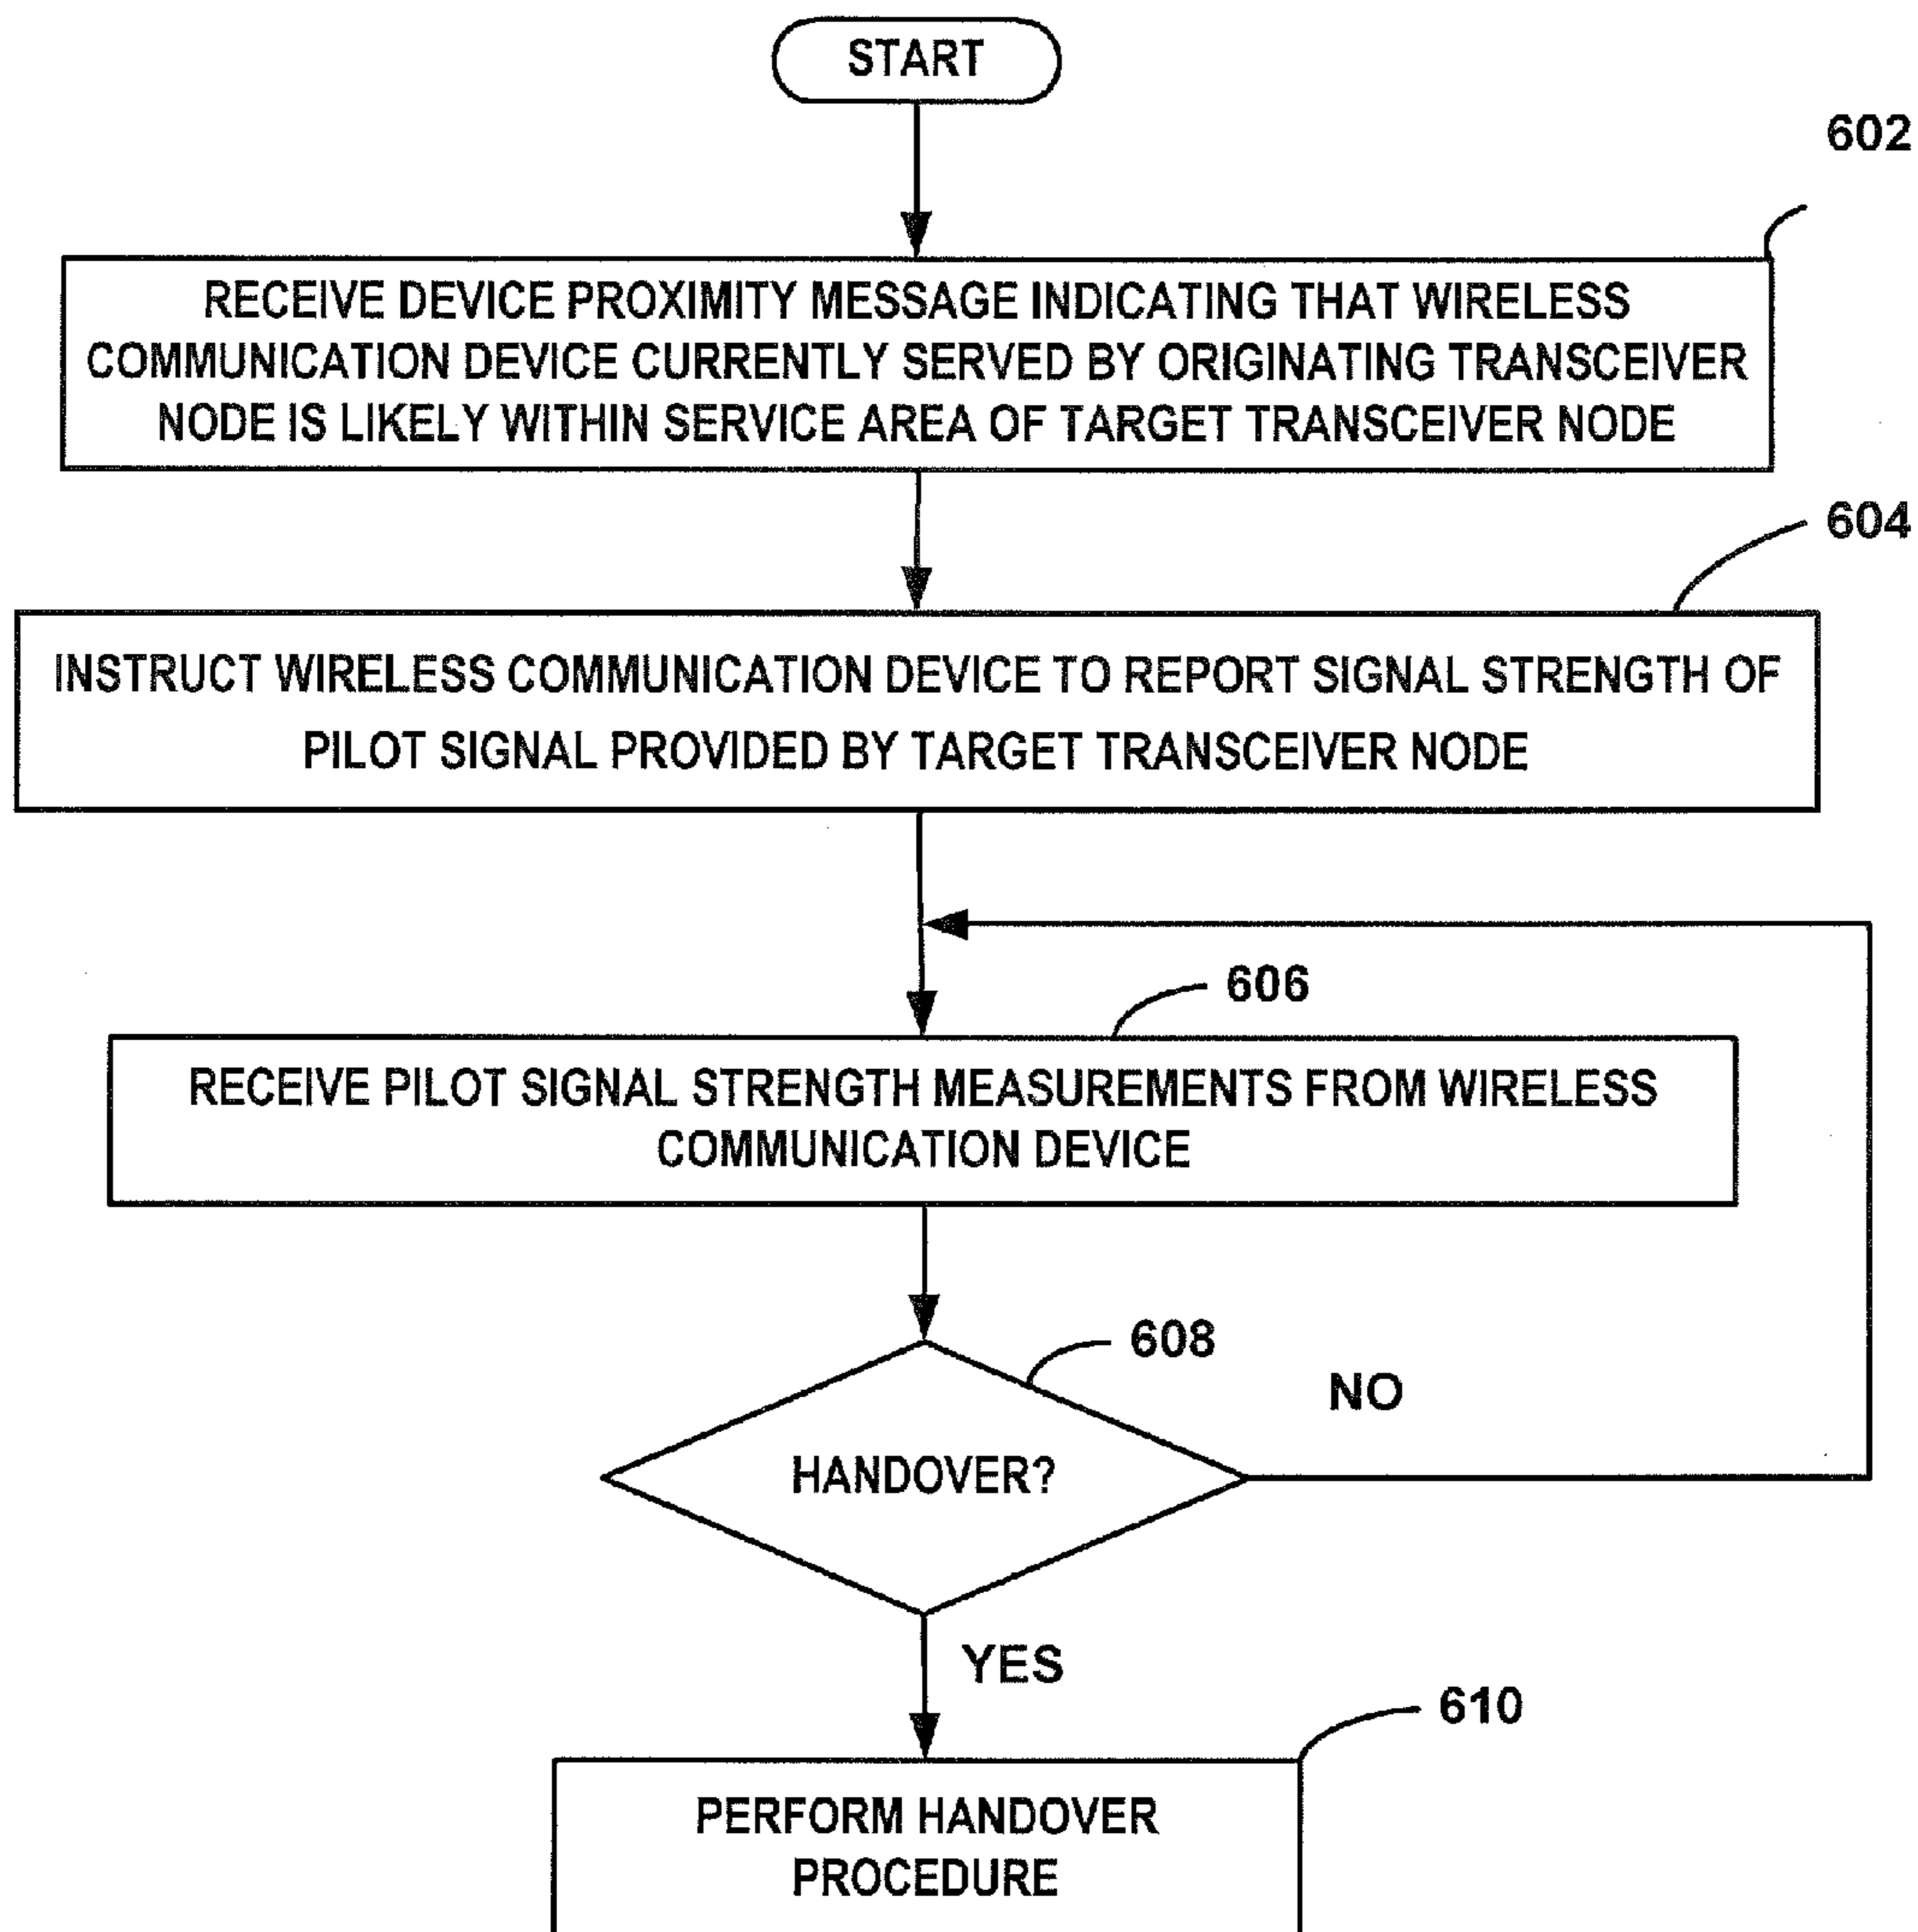 START
602
RECEIVE DEVICE PROXIMITY MESSAGE INDICATING THAT WIRELESS
COMMUNICATION DEVICE CURRENTLY SERVED BY ORIGINATING TRANSCEIVER
NODE IS LIKELY WITHIN SERVICE AREA OF TARGET TRANSCEIVER NODE
604
INSTRUCT WIRELESS COMMUNICATION DEVICE TO REPORT SIGNAL STRENGTH OF
PILOT SIGNAL PROVIDED BY TARGET TRANSCEIVER NODE
606
RECEIVE PILOT SIGNAL STRENGTH MEASUREMENTS FROM WIRELESS
COMMUNICATION DEVICE
608
NO
HANDOVER?
YES
610
PERFORM HANDOVER
PROCEDURE